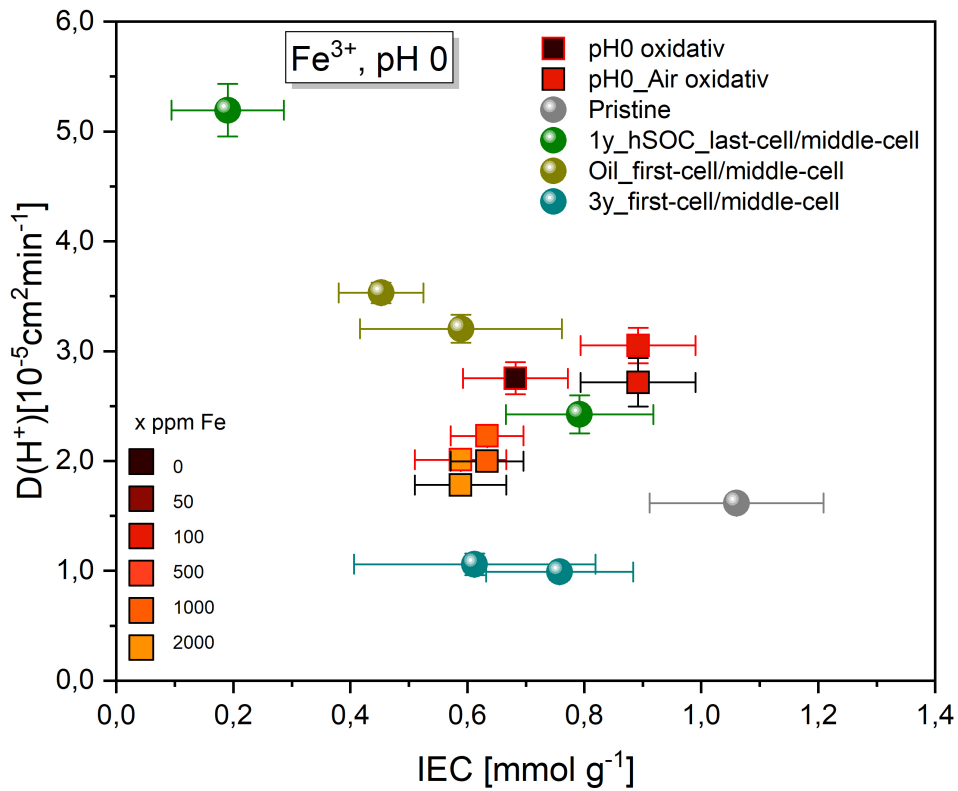 6,0
5,0
4,0
3,0
2,0
1,0
0,0
D(H⁺)[10⁻⁵cm²min⁻¹]
Fe³⁺, pH 0
pH0 oxidativ
pH0_Air oxidativ
Pristine
1y_hSOC_last-cell/middle-cell
Oil_first-cell/middle-cell
3y_first-cell/middle-cell
x ppm Fe
0
50
100
500
1000
2000
0,0 0,2 0,4 0,6 0,8 1,0 1,2 1,4
IEC [mmol g⁻¹]